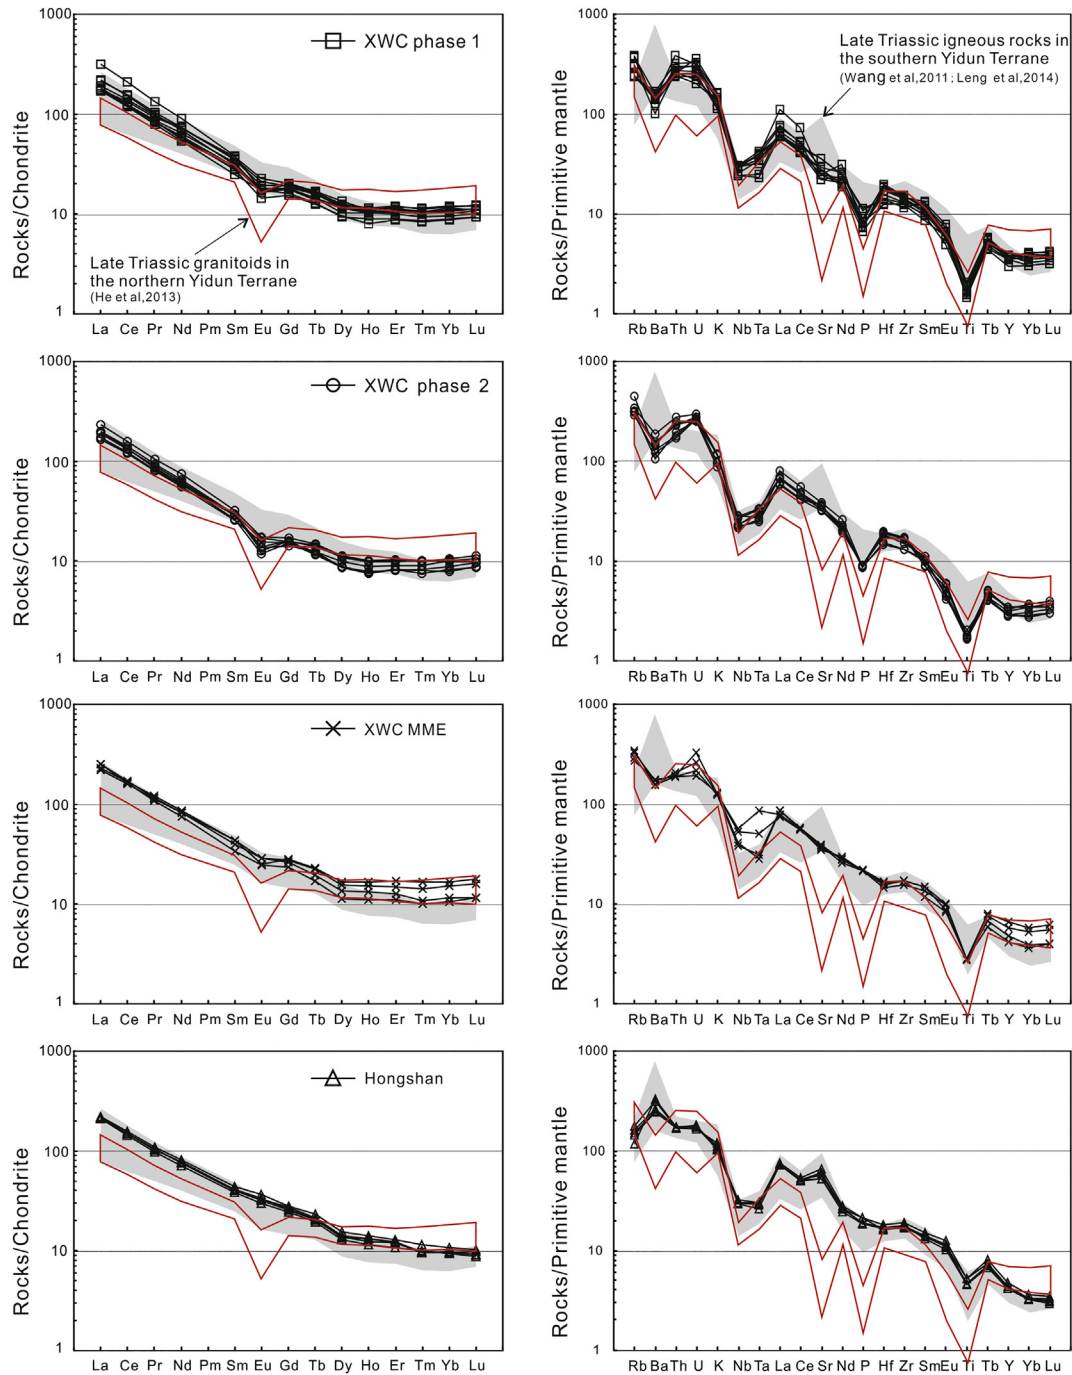 1000
100
10
1
Rocks/Chondrite
XWC phase 1
Late Triassic granitoids in
the northern Yidun Terrane
(He et al,2013)
La Ce Pr Nd Pm Sm Eu Gd Tb Dy Ho Er Tm Yb Lu
1000
100
10
1
Rocks/Primitive mantle
Late Triassic igneous rocks in
the southern Yidun Terrane
(Wang et al,2011; Leng et al,2014)
Rb Ba Th U K Nb Ta La Ce Sr Nd P Hf Zr Sm Eu Ti Tb Y Yb Lu
1000
100
10
1
Rocks/Chondrite
XWC phase 2
La Ce Pr Nd Pm Sm Eu Gd Tb Dy Ho Er Tm Yb Lu
1000
100
10
1
Rocks/Primitive mantle
Rb Ba Th U K Nb Ta La Ce Sr Nd P Hf Zr Sm Eu Ti Tb Y Yb Lu
1000
100
10
1
Rocks/Chondrite
XWC MME
La Ce Pr Nd Pm Sm Eu Gd Tb Dy Ho Er Tm Yb Lu
1000
100
10
1
Rocks/Primitive mantle
Rb Ba Th U K Nb Ta La Ce Sr Nd P Hf Zr Sm Eu Ti Tb Y Yb Lu
1000
100
10
1
Rocks/Chondrite
Hongshan
La Ce Pr Nd Pm Sm Eu Gd Tb Dy Ho Er Tm Yb Lu
1000
100
10
1
Rocks/Primitive mantle
Rb Ba Th U K Nb Ta La Ce Sr Nd P Hf Zr Sm Eu Ti Tb Y Yb Lu